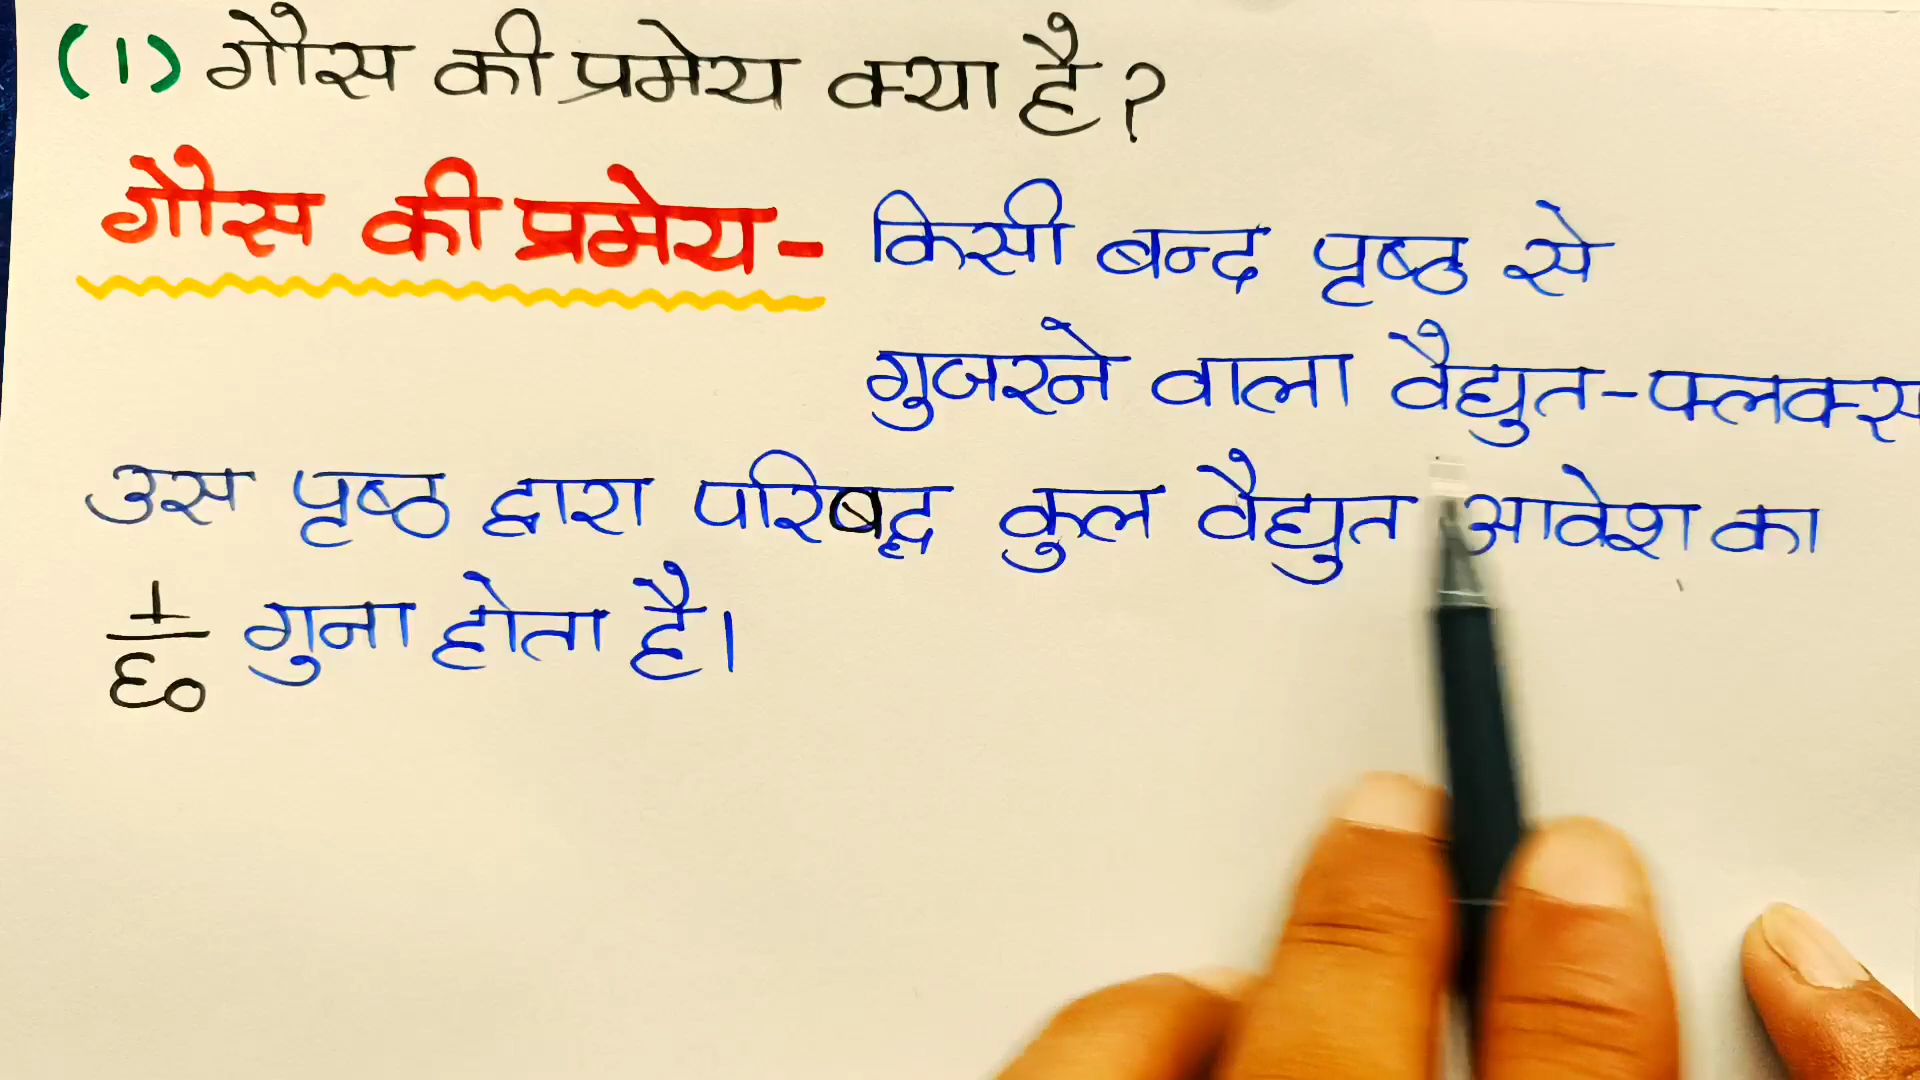 (1) गौस की प्रमेय क्या है?
गौस की प्रमेय- किसी बन्द पृष्ठ से
गुजरने वाला वैद्युत-फ्लक्स
उस पृष्ठ द्वारा परिबद्ध कुल वैद्युत आवेश का
1/ε0 गुना होता है।